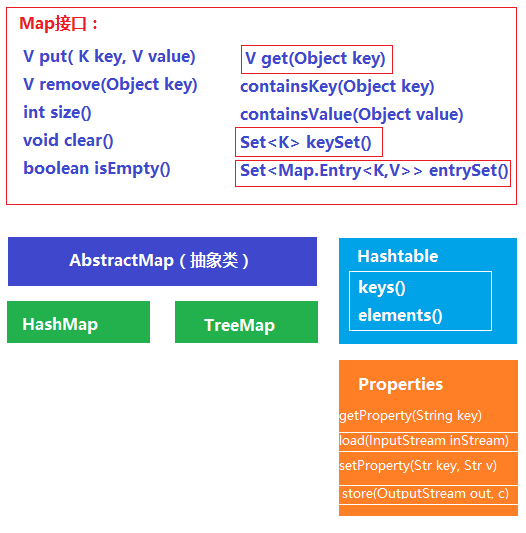 Map接口：
V put( K key, V value)
V remove(Object key)
int size()
void clear()
boolean isEmpty()
V get(Object key)
containsKey(Object key)
containsValue(Object value)
Set<K> keySet()
Set<Map.Entry<K,V>> entrySet()
AbstractMap（抽象类）
HashMap
TreeMap
Hashtable
keys()
elements()
Properties
getProperty(String key)
load(InputStream inStream)
setProperty(Str key, Str v)
store(OutputStream out, c)